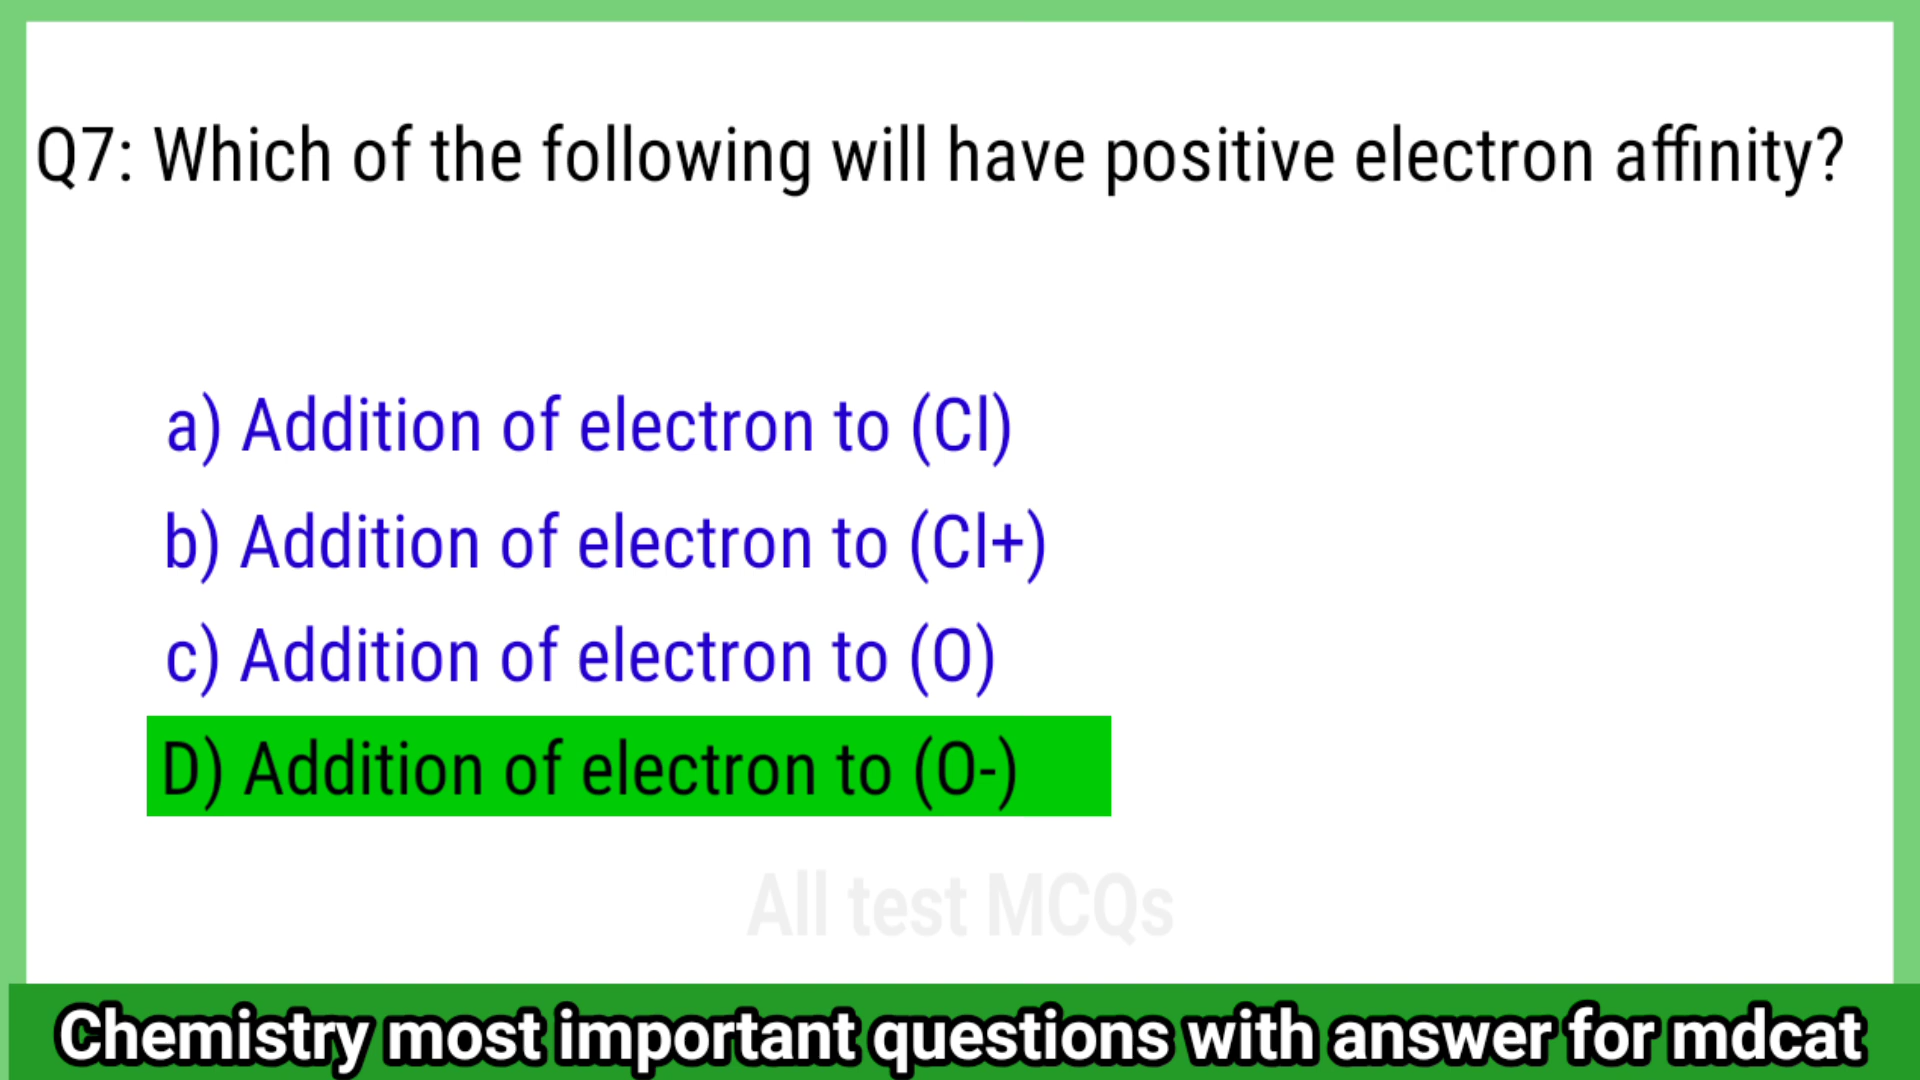 Q7: Which of the following will have positive electron affinity?
a) Addition of electron to (Cl)
b) Addition of electron to (Cl+)
c) Addition of electron to (O)
D) Addition of electron to (O-)
All test MCQs
Chemistry most important questions with answer for mdcat